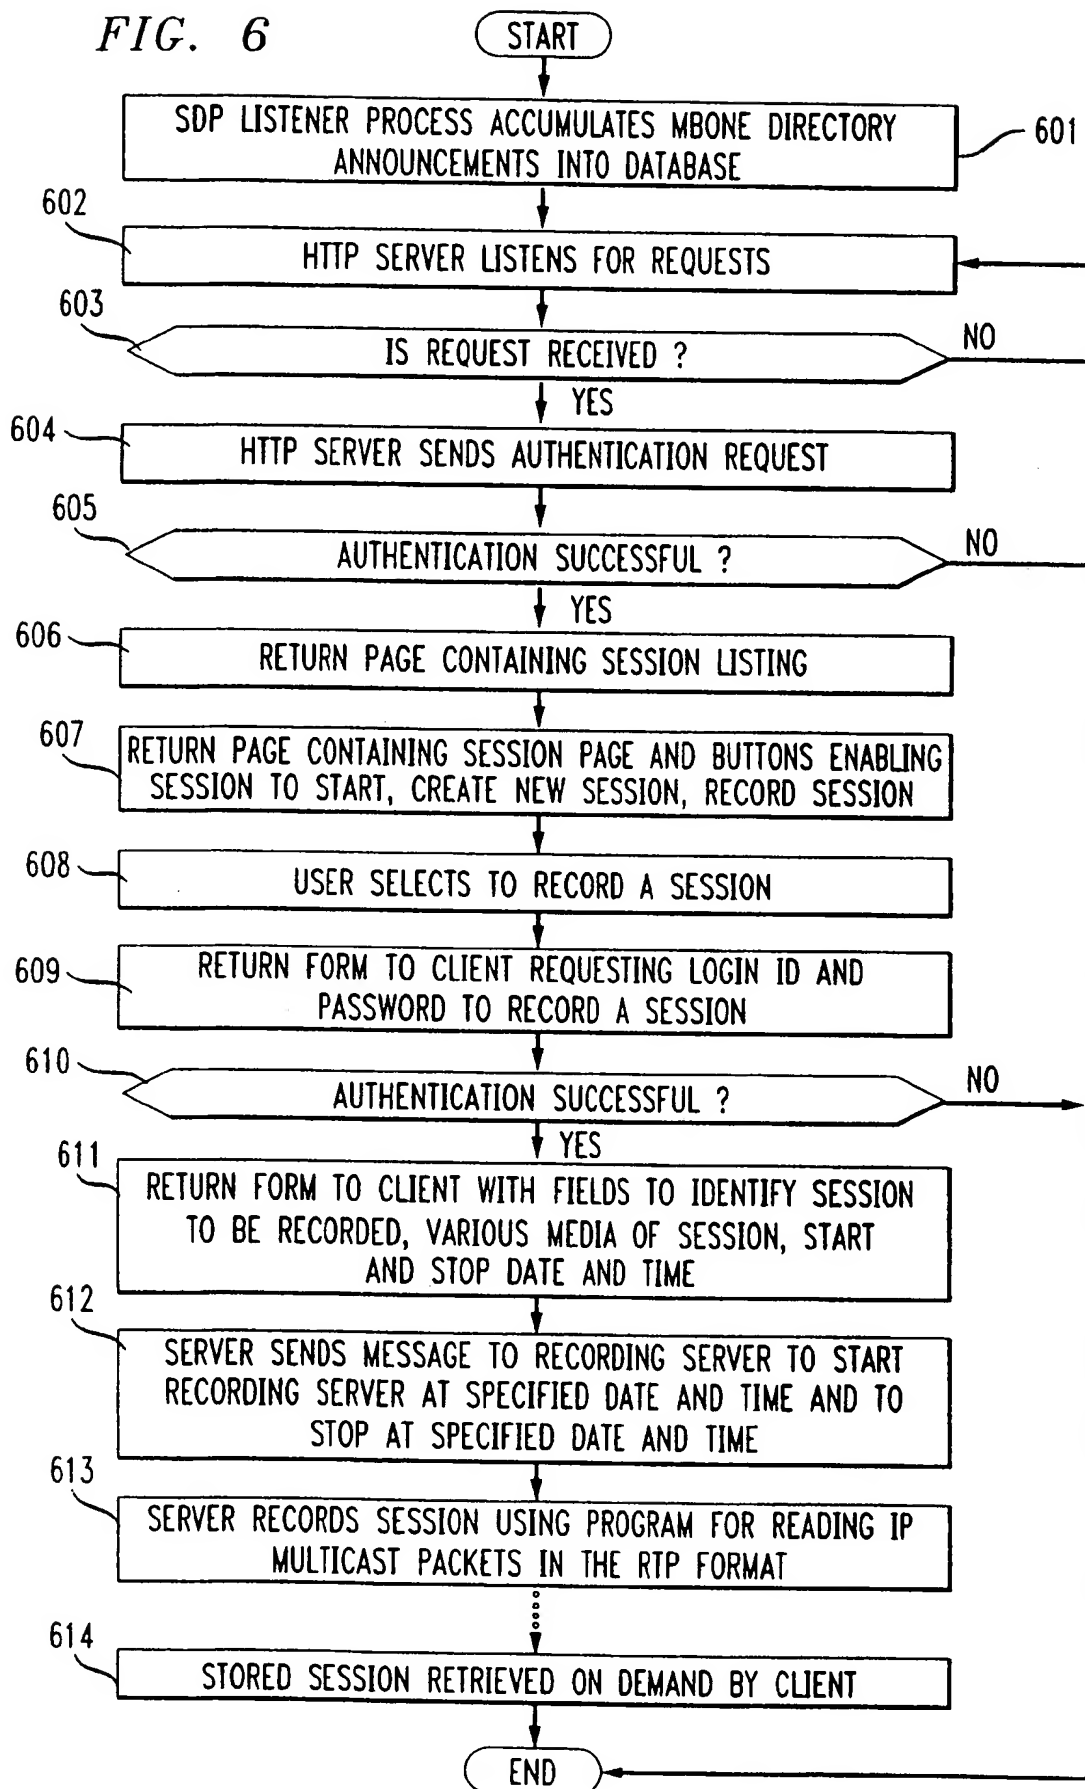 FIG. 6
START
SDP LISTENER PROCESS ACCUMULATES MBONE DIRECTORY
ANNOUNCEMENTS INTO DATABASE
601
602
HTTP SERVER LISTENS FOR REQUESTS
603
IS REQUEST RECEIVED ?
NO
YES
604
HTTP SERVER SENDS AUTHENTICATION REQUEST
605
AUTHENTICATION SUCCESSFUL ?
NO
YES
606
RETURN PAGE CONTAINING SESSION LISTING
607
RETURN PAGE CONTAINING SESSION PAGE AND BUTTONS ENABLING
SESSION TO START, CREATE NEW SESSION, RECORD SESSION
608
USER SELECTS TO RECORD A SESSION
609
RETURN FORM TO CLIENT REQUESTING LOGIN ID AND
PASSWORD TO RECORD A SESSION
610
AUTHENTICATION SUCCESSFUL ?
NO
YES
611
RETURN FORM TO CLIENT WITH FIELDS TO IDENTIFY SESSION
TO BE RECORDED, VARIOUS MEDIA OF SESSION, START
AND STOP DATE AND TIME
612
SERVER SENDS MESSAGE TO RECORDING SERVER TO START
RECORDING SERVER AT SPECIFIED DATE AND TIME AND TO
STOP AT SPECIFIED DATE AND TIME
613
SERVER RECORDS SESSION USING PROGRAM FOR READING IP
MULTICAST PACKETS IN THE RTP FORMAT
614
STORED SESSION RETRIEVED ON DEMAND BY CLIENT
END